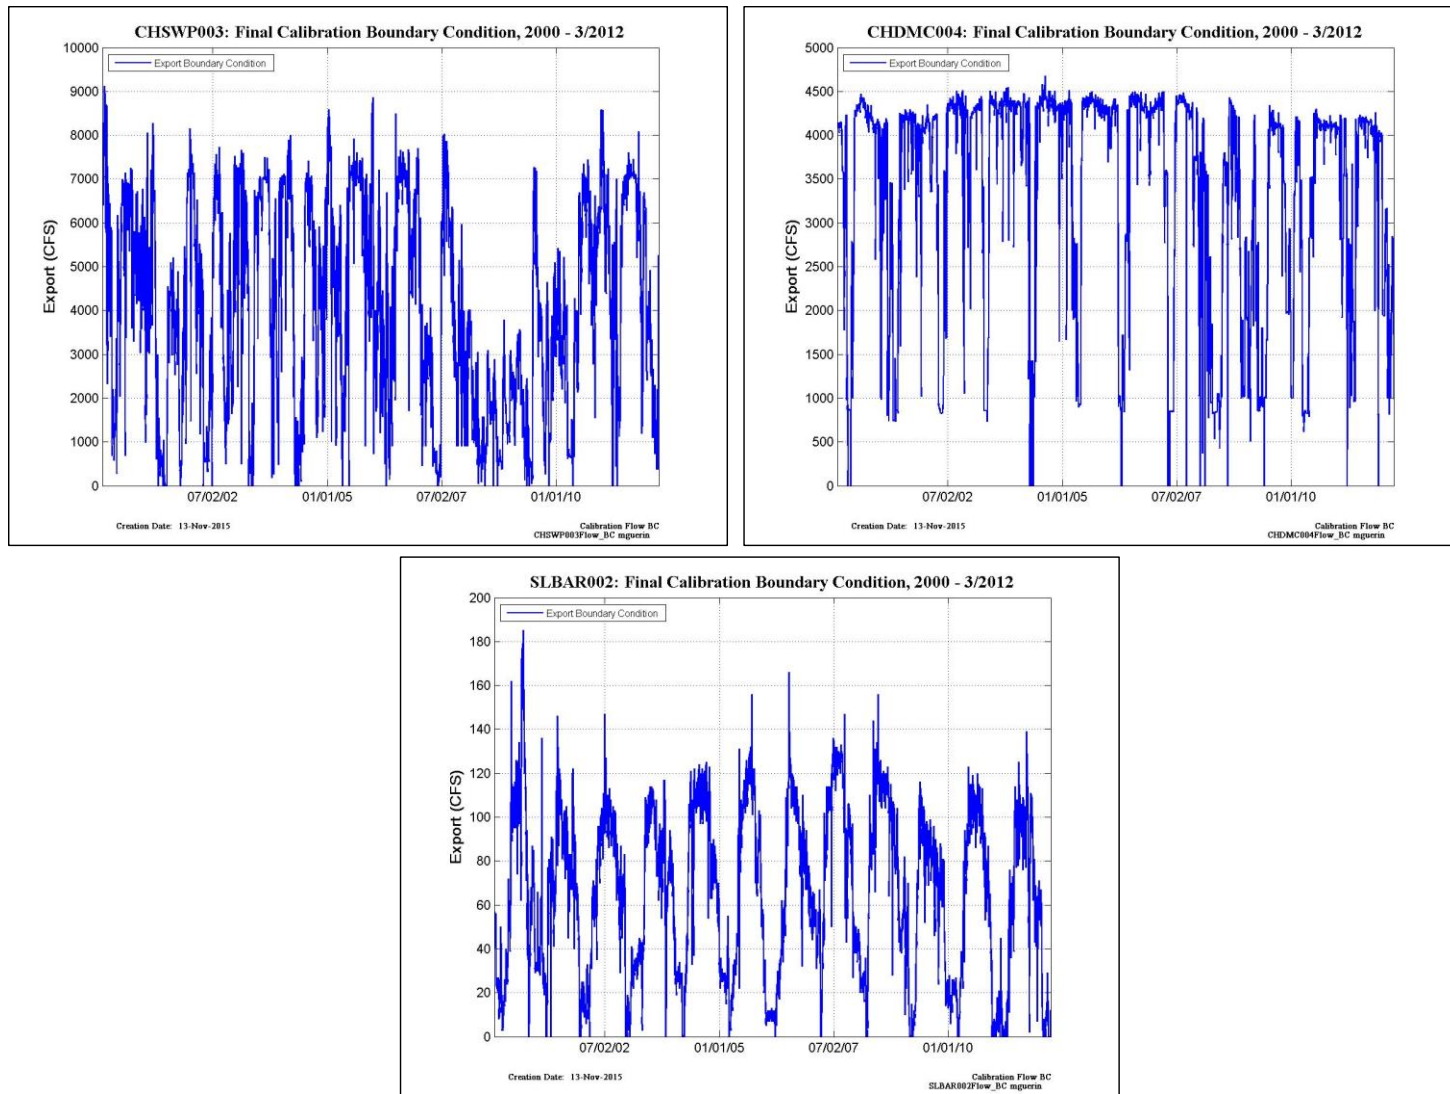 CHSWP003: Final Calibration Boundary Condition, 2000 - 3/2012
Export Boundary Condition
10000
9000
8000
7000
6000
5000
4000
3000
2000
1000
0
Export (CFS)
07/02/02 01/01/05 07/02/07 01/01/10
Creation Date: 13-Nov-2015
Calibration Flow BC
CHSWP003Flow_BC mguerin
CHDMC004: Final Calibration Boundary Condition, 2000 - 3/2012
Export Boundary Condition
5000
4500
4000
3500
3000
2500
2000
1500
1000
500
0
Export (CFS)
07/02/02 01/01/05 07/02/07 01/01/10
Creation Date: 13-Nov-2015
Calibration Flow BC
CHDMC004Flow_BC mguerin
SLBAR002: Final Calibration Boundary Condition, 2000 - 3/2012
Export Boundary Condition
200
180
160
140
120
100
80
60
40
20
0
Export (CFS)
07/02/02 01/01/05 07/02/07 01/01/10
Creation Date: 13-Nov-2015
Calibration Flow BC
SLBAR002Flow_BC mguerin